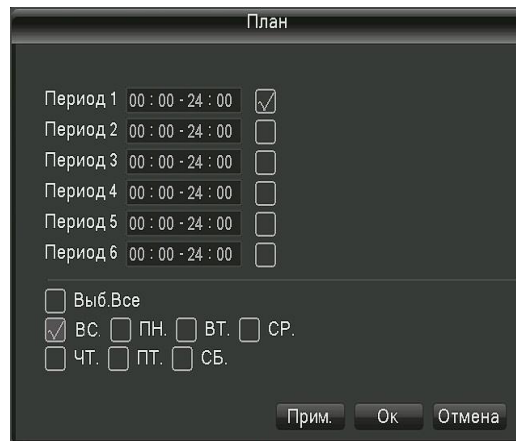 План
Период 1 00 : 00 - 24 : 00
Период 2 00 : 00 - 24 : 00
Период 3 00 : 00 - 24 : 00
Период 4 00 : 00 - 24 : 00
Период 5 00 : 00 - 24 : 00
Период 6 00 : 00 - 24 : 00
Выб.Все
ВС. ПН. ВТ. СР.
ЧТ. ПТ. СБ.
Прим. Ок Отмена